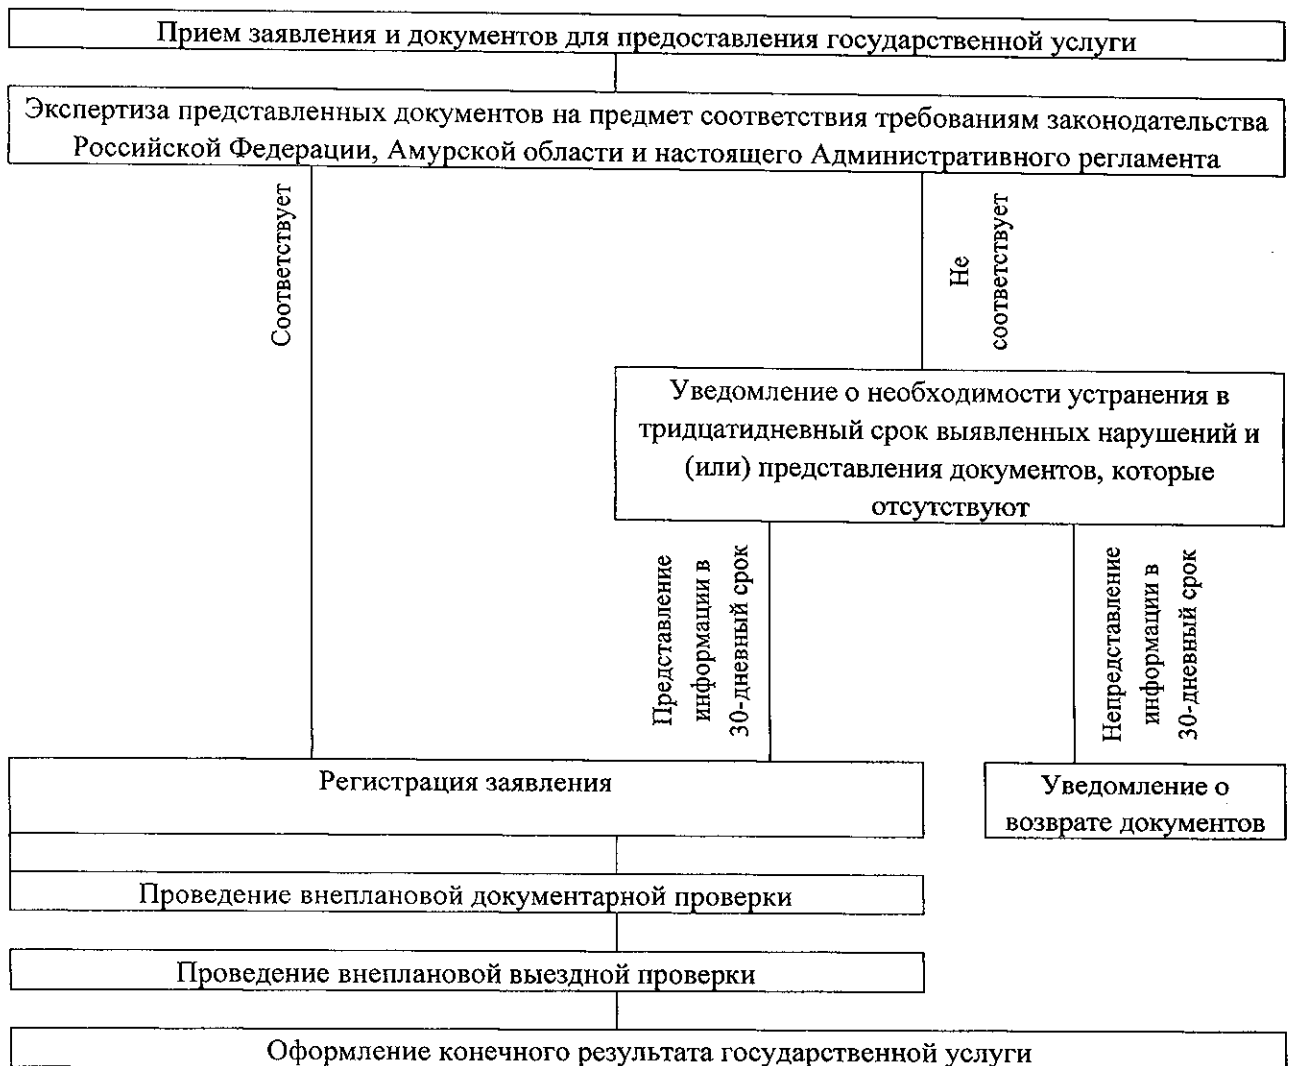 Прием заявления и документов для предоставления государственной услуги
Экспертиза представленных документов на предмет соответствия требованиям законодательства
Российской Федерации, Амурской области и настоящего Административного регламента
Соответствует
Не
соответствует
Уведомление о необходимости устранения в
тридцатидневный срок выявленных нарушений и
(или) представления документов, которые
отсутствуют
Представление
информации в
30-дневный срок
Непредставление
информации в
30-дневный срок
Регистрация заявления
Уведомление о
возврате документов
Проведение внеплановой документарной проверки
Проведение внеплановой выездной проверки
Оформление конечного результата государственной услуги